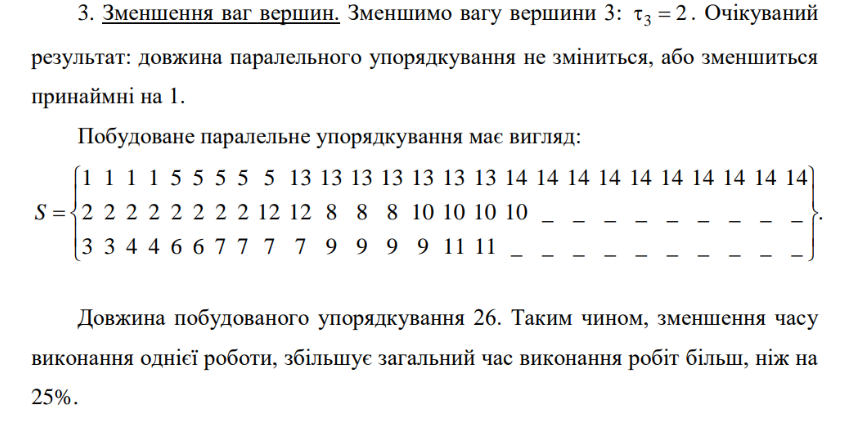 3. Зменшення ваг вершин. Зменшимо вагу вершини 3: τ₃ = 2. Очікуваний
результат: довжина паралельного упорядкування не зміниться, або зменшиться
принаймні на 1.
Побудоване паралельне упорядкування має вигляд:
1 1 1 1 5 5 5 5 5 13 13 13 13 13 13 13 14 14 14 14 14 14 14 14 14 14
S = 2 2 2 2 2 2 2 2 12 12 8 8 8 10 10 10 10 _ _ _ _ _ _ _ _ _ .
3 3 4 4 6 6 7 7 7 7 9 9 9 9 11 11 _ _ _ _ _ _ _ _ _ _
Довжина побудованого упорядкування 26. Таким чином, зменшення часу
виконання однієї роботи, збільшує загальний час виконання робіт більш, ніж на
25%.